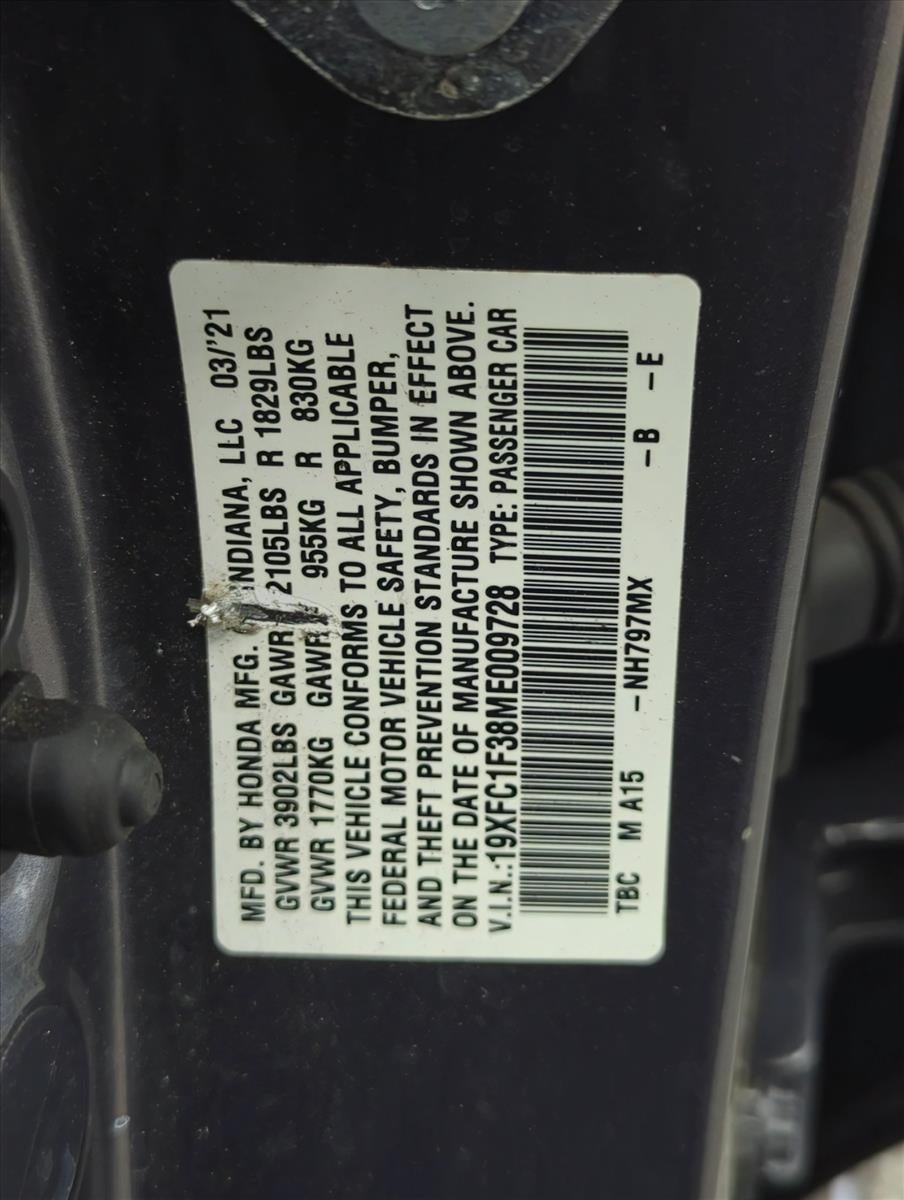 MFD. BY HONDA MFG. INDIANA, LLC 03/'21
GVWR 3902LBS GAWR 2105LBS R 1829LBS
GVWR 1770KG GAWR 955KG R 830KG
THIS VEHICLE CONFORMS TO ALL APPLICABLE
FEDERAL MOTOR VEHICLE SAFETY, BUMPER,
AND THEFT PREVENTION STANDARDS IN EFFECT
ON THE DATE OF MANUFACTURE SHOWN ABOVE.
V.I.N.:19XFC1F38ME009728 TYPE: PASSENGER CAR
TBC M A15 -NH797MX -B -E